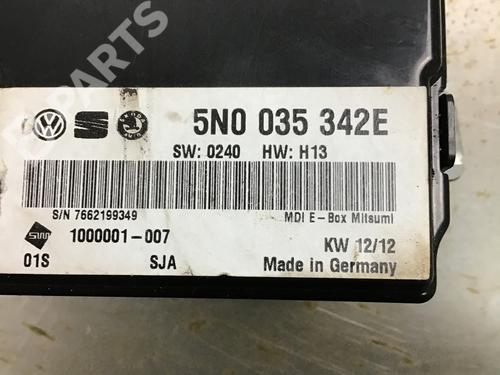 PARTS
5N0 035 342E
SW: 0240 HW: H13
S/N 7662199349
MDI E-Box Mitsumi
1000001-007
KW 12/12
01S SJA
Made in Germany